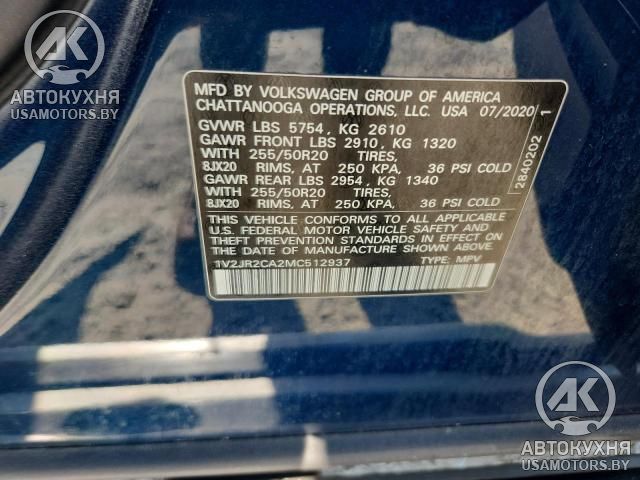 AK
АВТОКУХНЯ
USAMOTORS.BY
MFD BY VOLKSWAGEN GROUP OF AMERICA
CHATTANOOGA OPERATIONS, LLC. USA 07/2020
GVWR LBS 5754, KG 2610
GAWR FRONT LBS 2910, KG 1320
WITH 255/50R20 TIRES,
8JX20 RIMS, AT 250 KPA, 36 PSI COLD
GAWR REAR LBS 2954, KG 1340
WITH 255/50R20 TIRES,
8JX20 RIMS, AT 250 KPA, 36 PSI COLD
THIS VEHICLE CONFORMS TO ALL APPLICABLE
U.S. FEDERAL MOTOR VEHICLE SAFETY AND
THEFT PREVENTION STANDARDS IN EFFECT ON
THE DATE OF MANUFACTURE SHOWN ABOVE.
1V2JR2CA2MC512937 TYPE: MPV
2840202 1
AK
АВТОКУХНЯ
USAMOTORS.BY